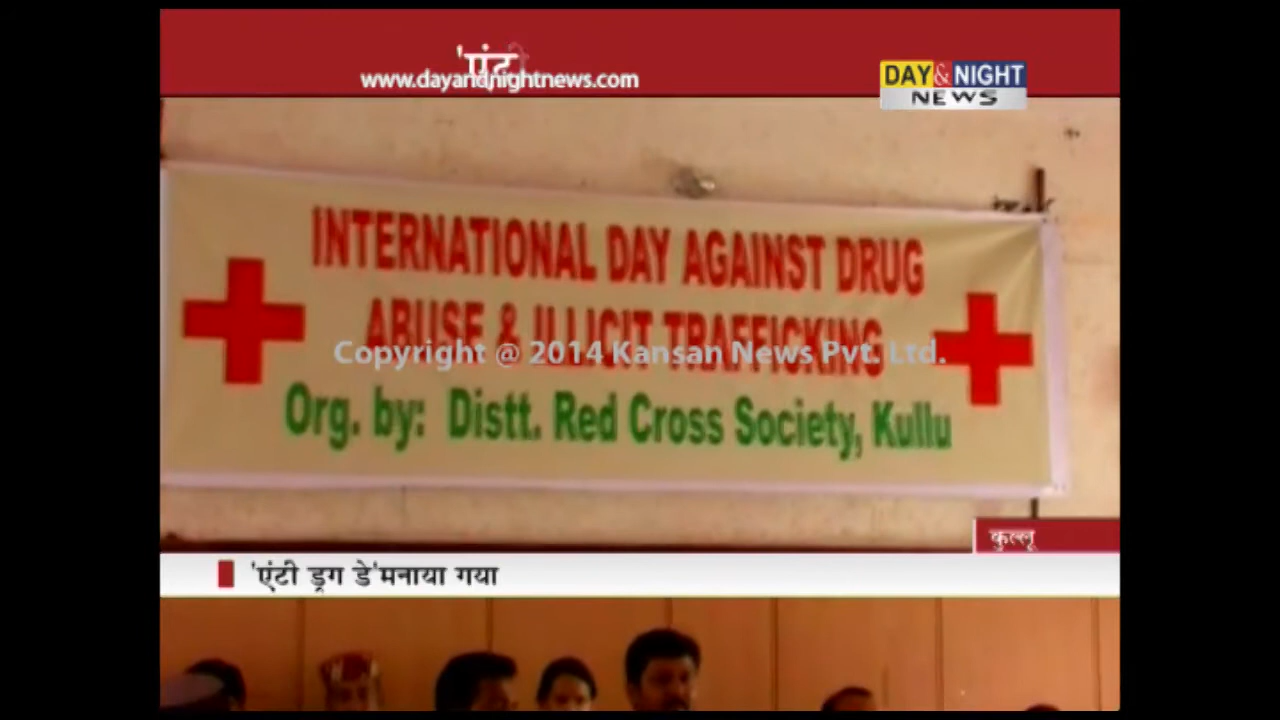 'एंटी
www.dayandnightnews.com
DAY & NIGHT
NEWS
INTERNATIONAL DAY AGAINST DRUG
ABUSE & ILLICIT TRAFFICKING
Copyright @ 2014 Kansan News Pvt. Ltd.
Org. by: Distt. Red Cross Society, Kullu
कुल्लू
'एंटी ड्रग डे'मनाया गया